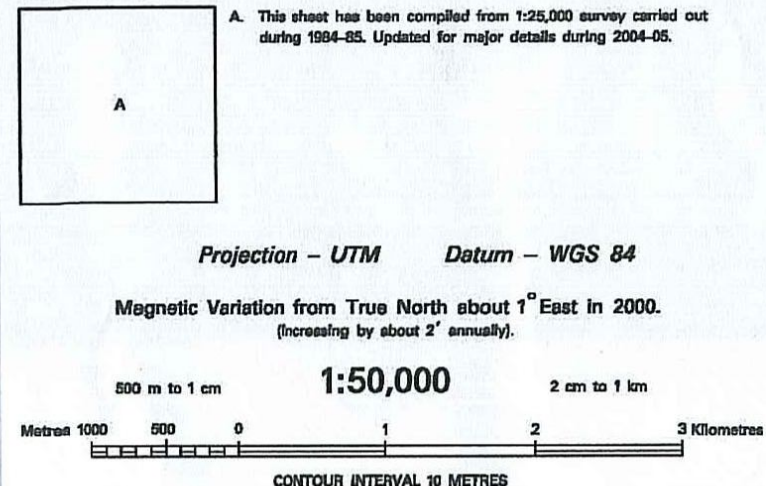 A. This sheet has been compiled from 1:25,000 survey carried out
during 1984–85. Updated for major details during 2004–05.
A
Projection – UTM Datum – WGS 84
Magnetic Variation from True North about 1° East in 2000.
(Increasing by about 2' annually).
500 m to 1 cm 1:50,000 2 cm to 1 km
Metres 1000 500 0 1 2 3 Kilometres
CONTOUR INTERVAL 10 METRES